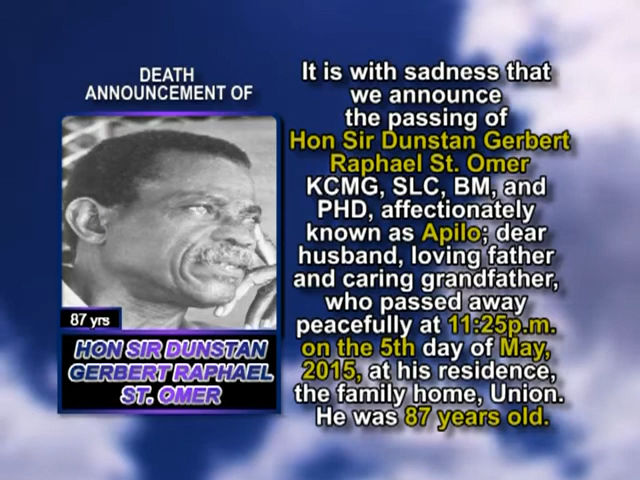 DEATH
ANNOUNCEMENT OF
87 yrs
HON SIR DUNSTAN
GERBERT RAPHAEL
ST. OMER
It is with sadness that
we announce
the passing of
Hon Sir Dunstan Gerbert
Raphael St. Omer
KCMG, SLC, BM, and
PHD, affectionately
known as Apilo; dear
husband, loving father
and caring grandfather,
who passed away
peacefully at 11:25p.m.
on the 5th day of May,
2015, at his residence,
the family home, Union.
He was 87 years old.